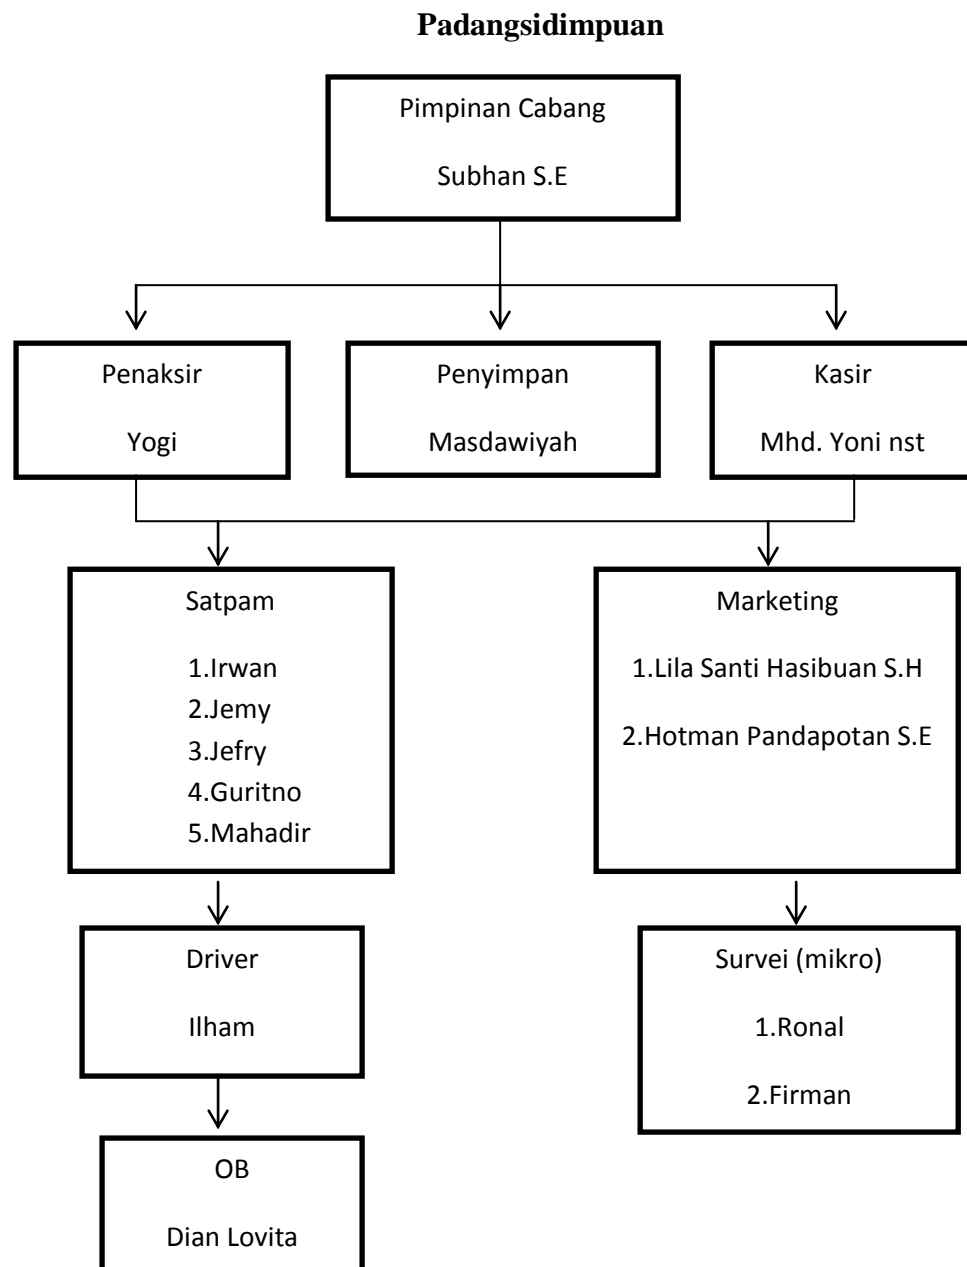 Padangsidimpuan
Pimpinan Cabang
Subhan S.E
Penaksir
Yogi
Penyimpan
Masdawiyah
Kasir
Mhd. Yoni nst
Satpam
1.Irwan
2.Jemy
3.Jefry
4.Guritno
5.Mahadir
Marketing
1.Lila Santi Hasibuan S.H
2.Hotman Pandapotan S.E
Driver
Ilham
Survei (mikro)
1.Ronal
2.Firman
OB
Dian Lovita